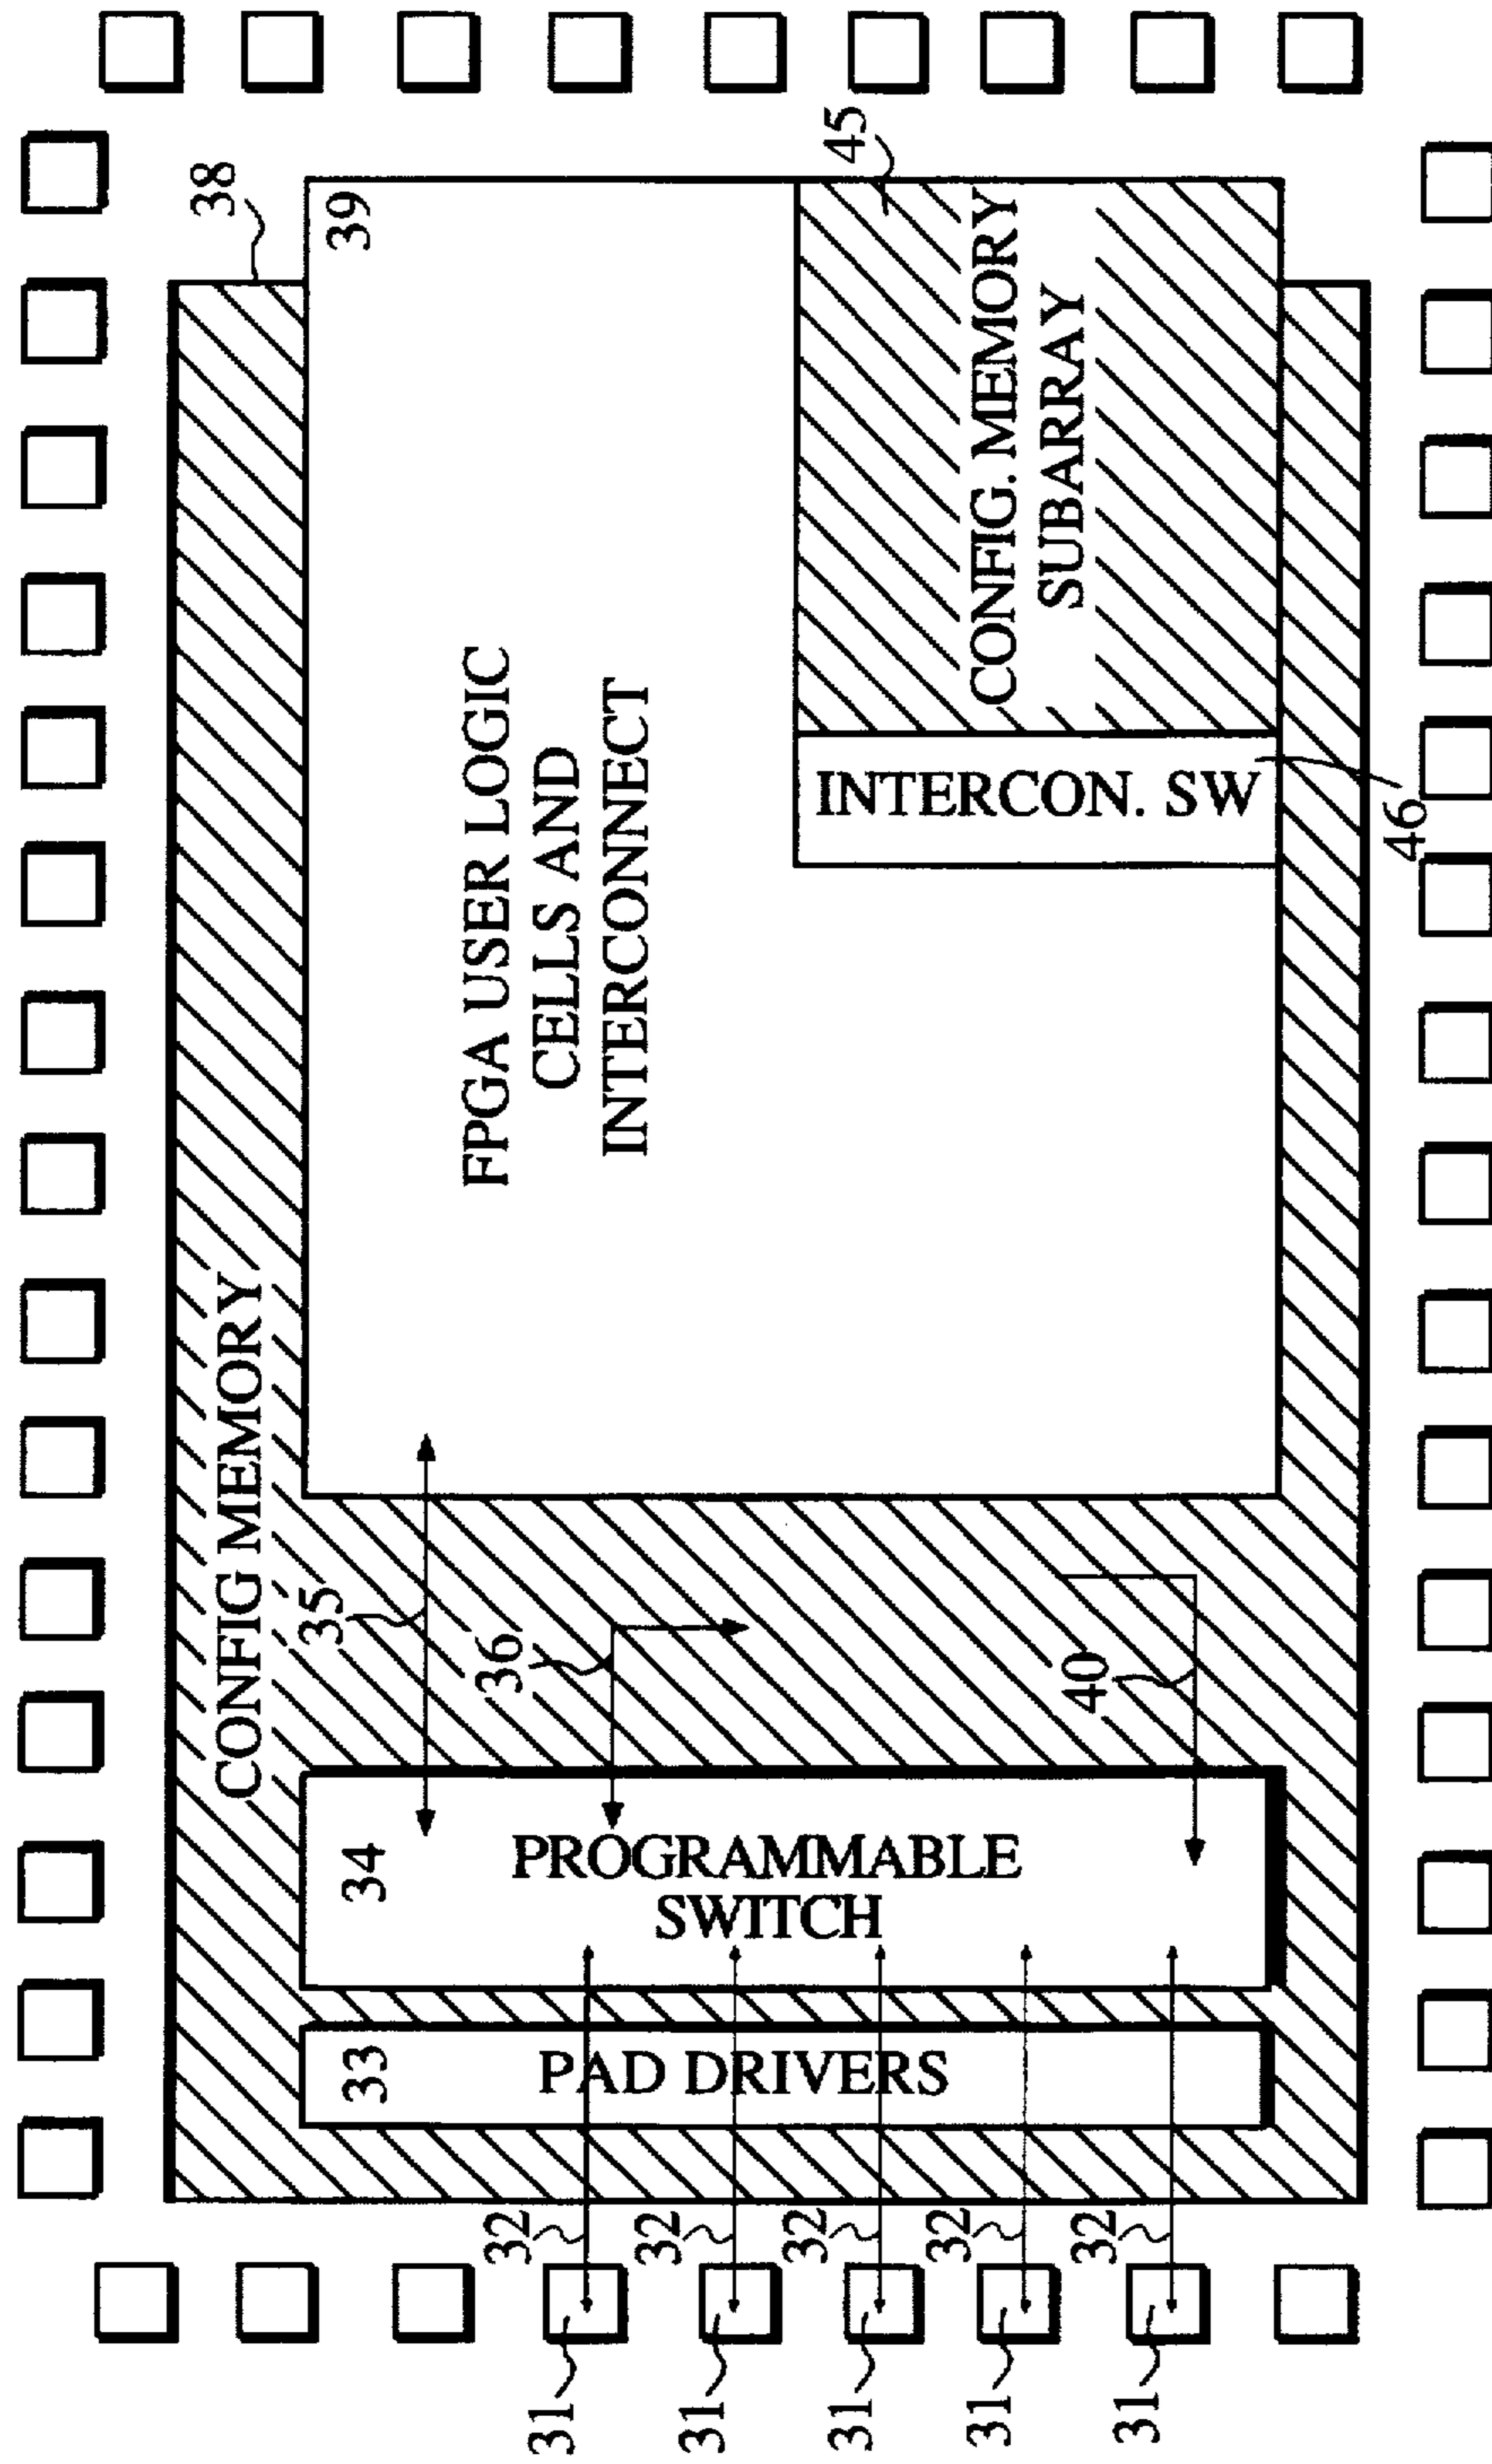 38
39
CONFIG MEMORY
FPGA USER LOGIC
CELLS AND
INTERCONNECT
45
CONFIG. MEMORY
SUBARRAY
INTERCON. SW
46
35
36
40
34
PROGRAMMABLE
SWITCH
33
PAD DRIVERS
32
32
32
32
32
31
31
31
31
31